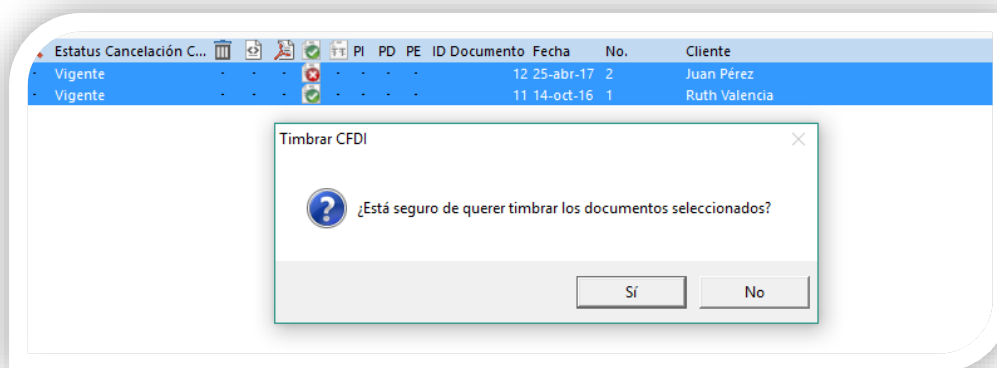 Estatus Cancelación C... PI PD PE ID Documento Fecha No. Cliente
Vigente 12 25-abr-17 2 Juan Pérez
Vigente 11 14-oct-16 1 Ruth Valencia
Timbrar CFDI
¿Está seguro de querer timbrar los documentos seleccionados?
Sí No